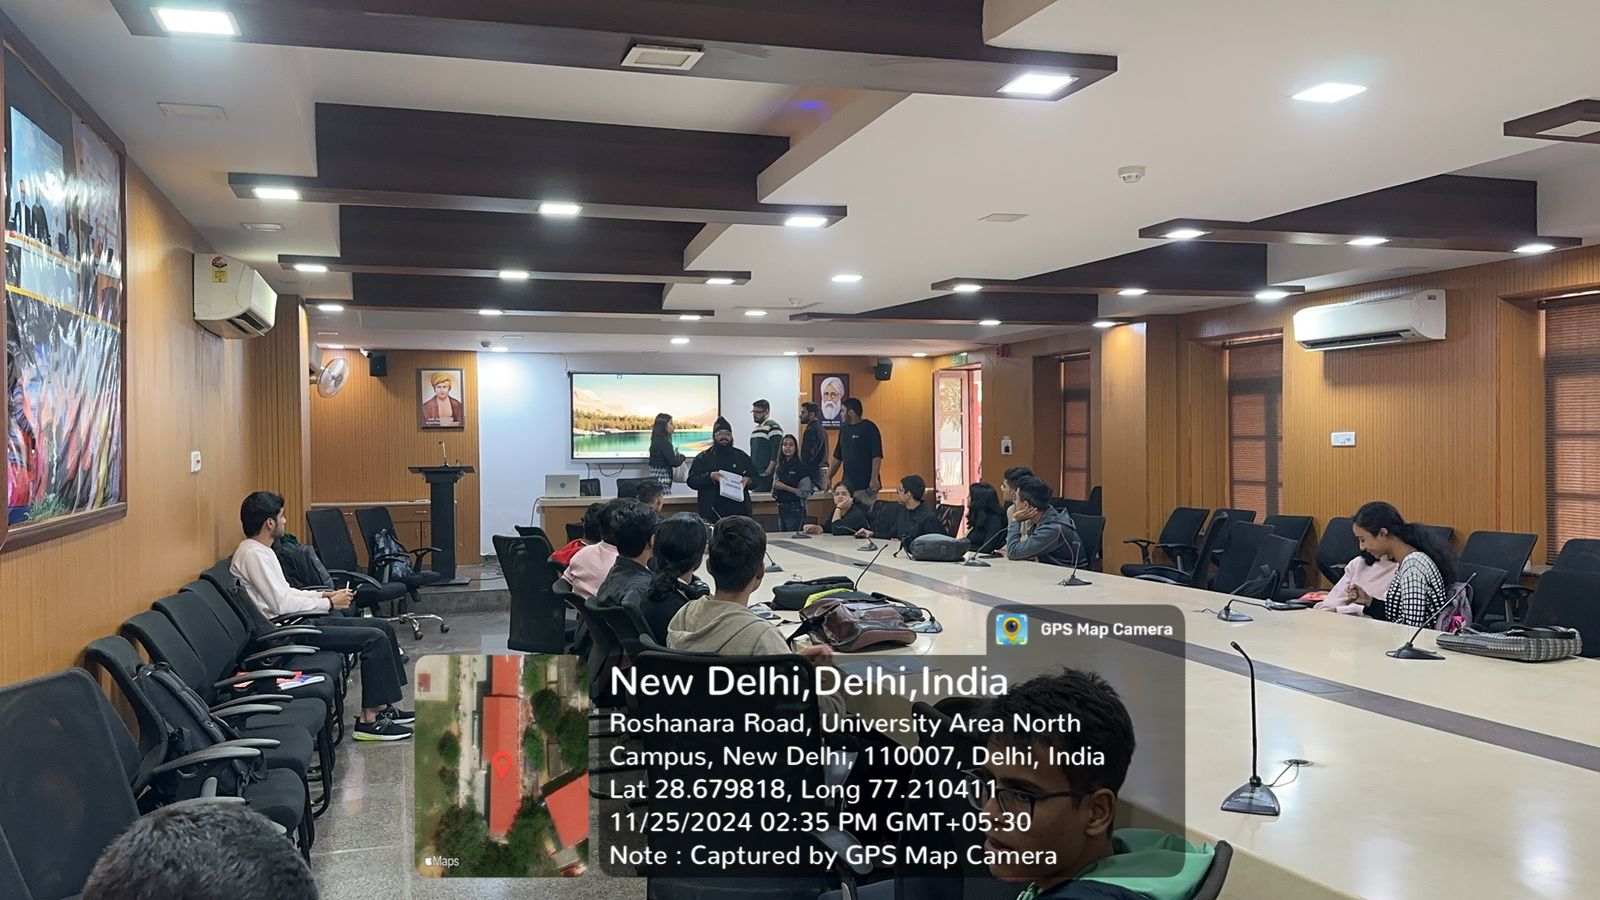 GPS Map Camera
New Delhi,Delhi,India
Roshanara Road, University Area North
Campus, New Delhi, 110007, Delhi, India
Lat 28.679818, Long 77.210411
11/25/2024 02:35 PM GMT+05:30
Note : Captured by GPS Map Camera
Maps